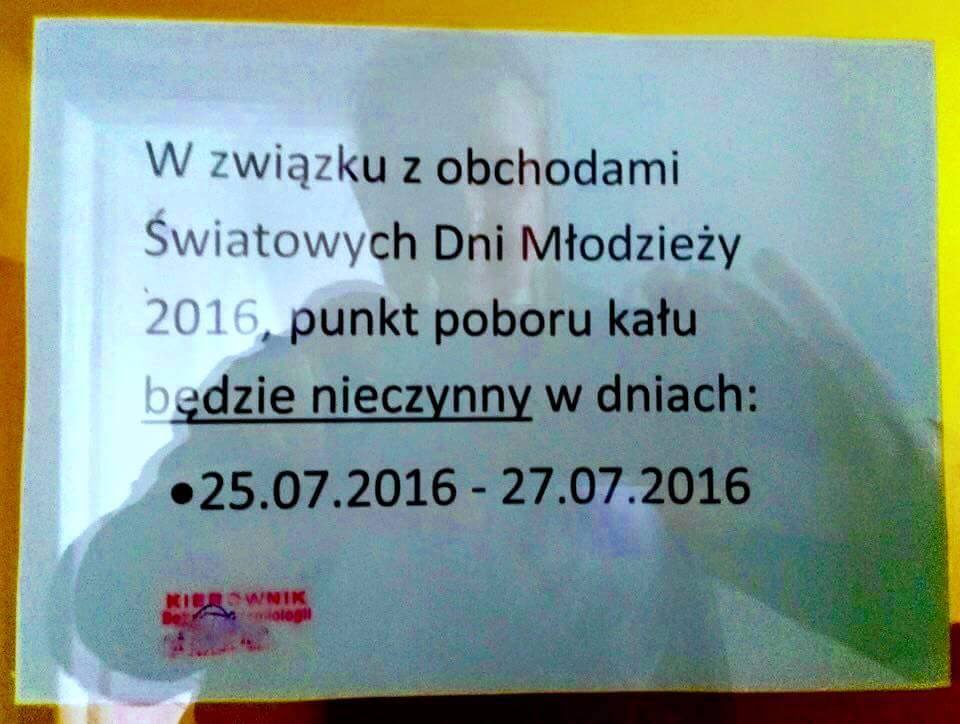 W związku z obchodami
Światowych Dni Młodzieży
2016, punkt poboru kału
będzie nieczynny w dniach:
•25.07.2016 - 27.07.2016
KIEROWNIK